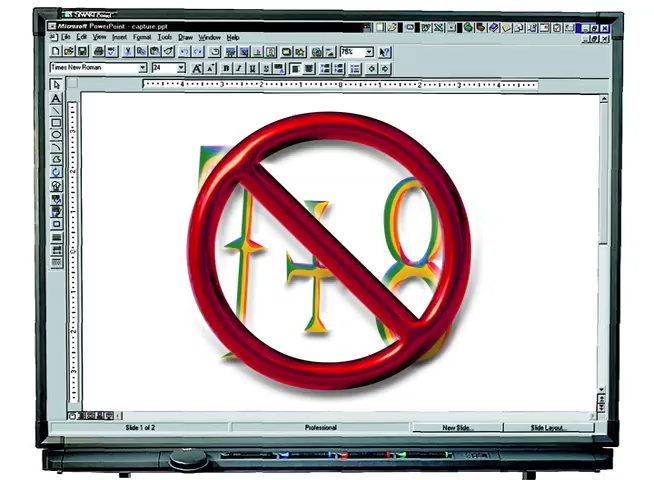 Microsoft PowerPoint - capture.ppt
File Edit View Insert Format Tools Draw Window Help
75%
Times New Roman 24 A A B I U S
Slide 1 of 2 Professional New Slide... Slide Layout...